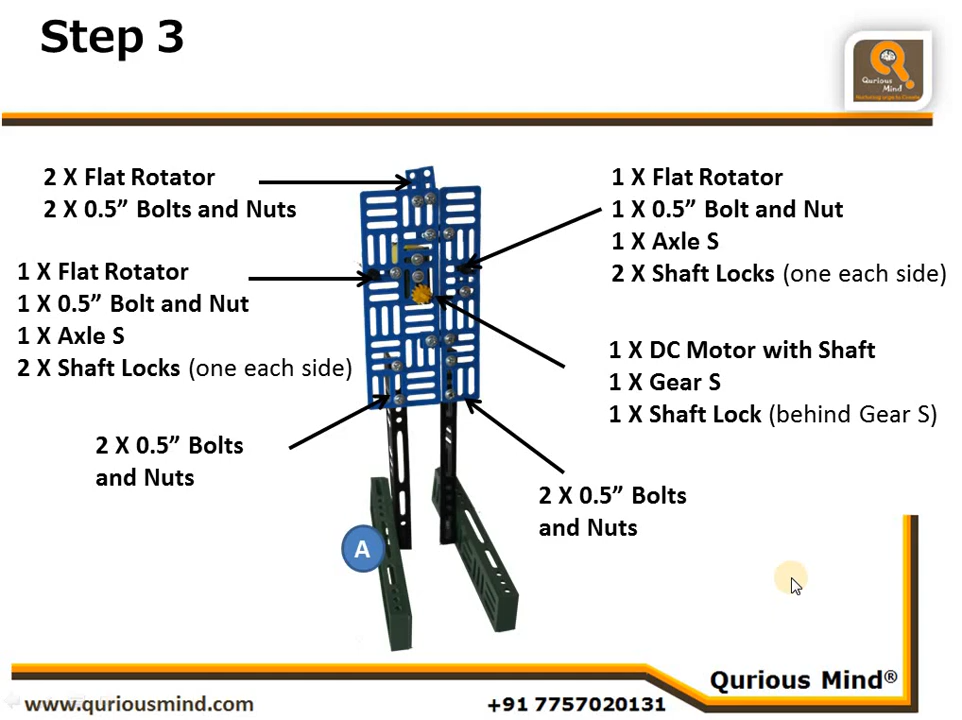 Step 3
Qurious
Mind
2 X Flat Rotator
2 X 0.5” Bolts and Nuts
1 X Flat Rotator
1 X 0.5” Bolt and Nut
1 X Axle S
2 X Shaft Locks (one each side)
1 X Flat Rotator
1 X 0.5” Bolt and Nut
1 X Axle S
2 X Shaft Locks (one each side)
1 X DC Motor with Shaft
1 X Gear S
1 X Shaft Lock (behind Gear S)
2 X 0.5” Bolts
and Nuts
2 X 0.5” Bolts
and Nuts
A
Qurious Mind®
www.quriousmind.com
+91 7757020131